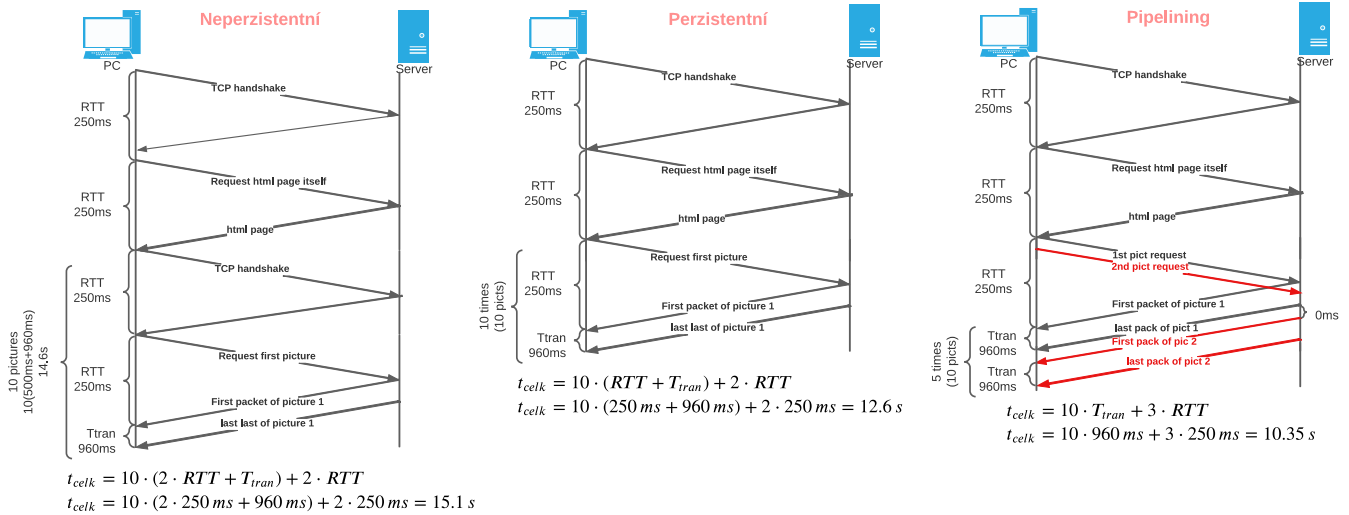 Neperzistentní
PC
Server
TCP handshake
RTT
250ms
Request html page itself
RTT
250ms
html page
TCP handshake
RTT
250ms
10 pictures
10(500ms+960ms)
14.6s
Request first picture
RTT
250ms
First packet of picture 1
last last of picture 1
Ttran
960ms
t_celk = 10 · (2 · RTT + T_tran) + 2 · RTT
t_celk = 10 · (2 · 250 ms + 960 ms) + 2 · 250 ms = 15.1 s
Perzistentní
PC
Server
TCP handshake
RTT
250ms
Request html page itself
RTT
250ms
html page
Request first picture
10 times
(10 picts)
RTT
250ms
First packet of picture 1
last last of picture 1
Ttran
960ms
t_celk = 10 · (RTT + T_tran) + 2 · RTT
t_celk = 10 · (250 ms + 960 ms) + 2 · 250 ms = 12.6 s
Pipelining
PC
Server
TCP handshake
RTT
250ms
Request html page itself
RTT
250ms
html page
1st pict request
2nd pict request
RTT
250ms
First packet of picture 1
0ms
last pack of pict 1
Ttran
960ms
First pack of pic 2
5 times
(10 picts)
last pack of pict 2
Ttran
960ms
t_celk = 10 · T_tran + 3 · RTT
t_celk = 10 · 960 ms + 3 · 250 ms = 10.35 s